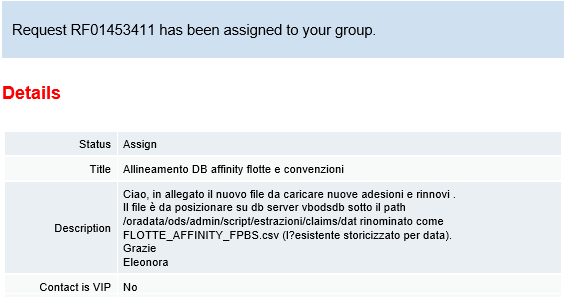 Request RF01453411 has been assigned to your group.
Details
Status Assign
Title Allineamento DB affinity flotte e convenzioni
Description Ciao, in allegato il nuovo file da caricare nuove adesioni e rinnovi .
Il file è da posizionare su db server vbodsdb sotto il path
/oradata/ods/admin/script/estrazioni/claims/dat rinominato come
FLOTTE_AFFINITY_FPBS.csv (l?esistente storicizzato per data).
Grazie
Eleonora
Contact is VIP No